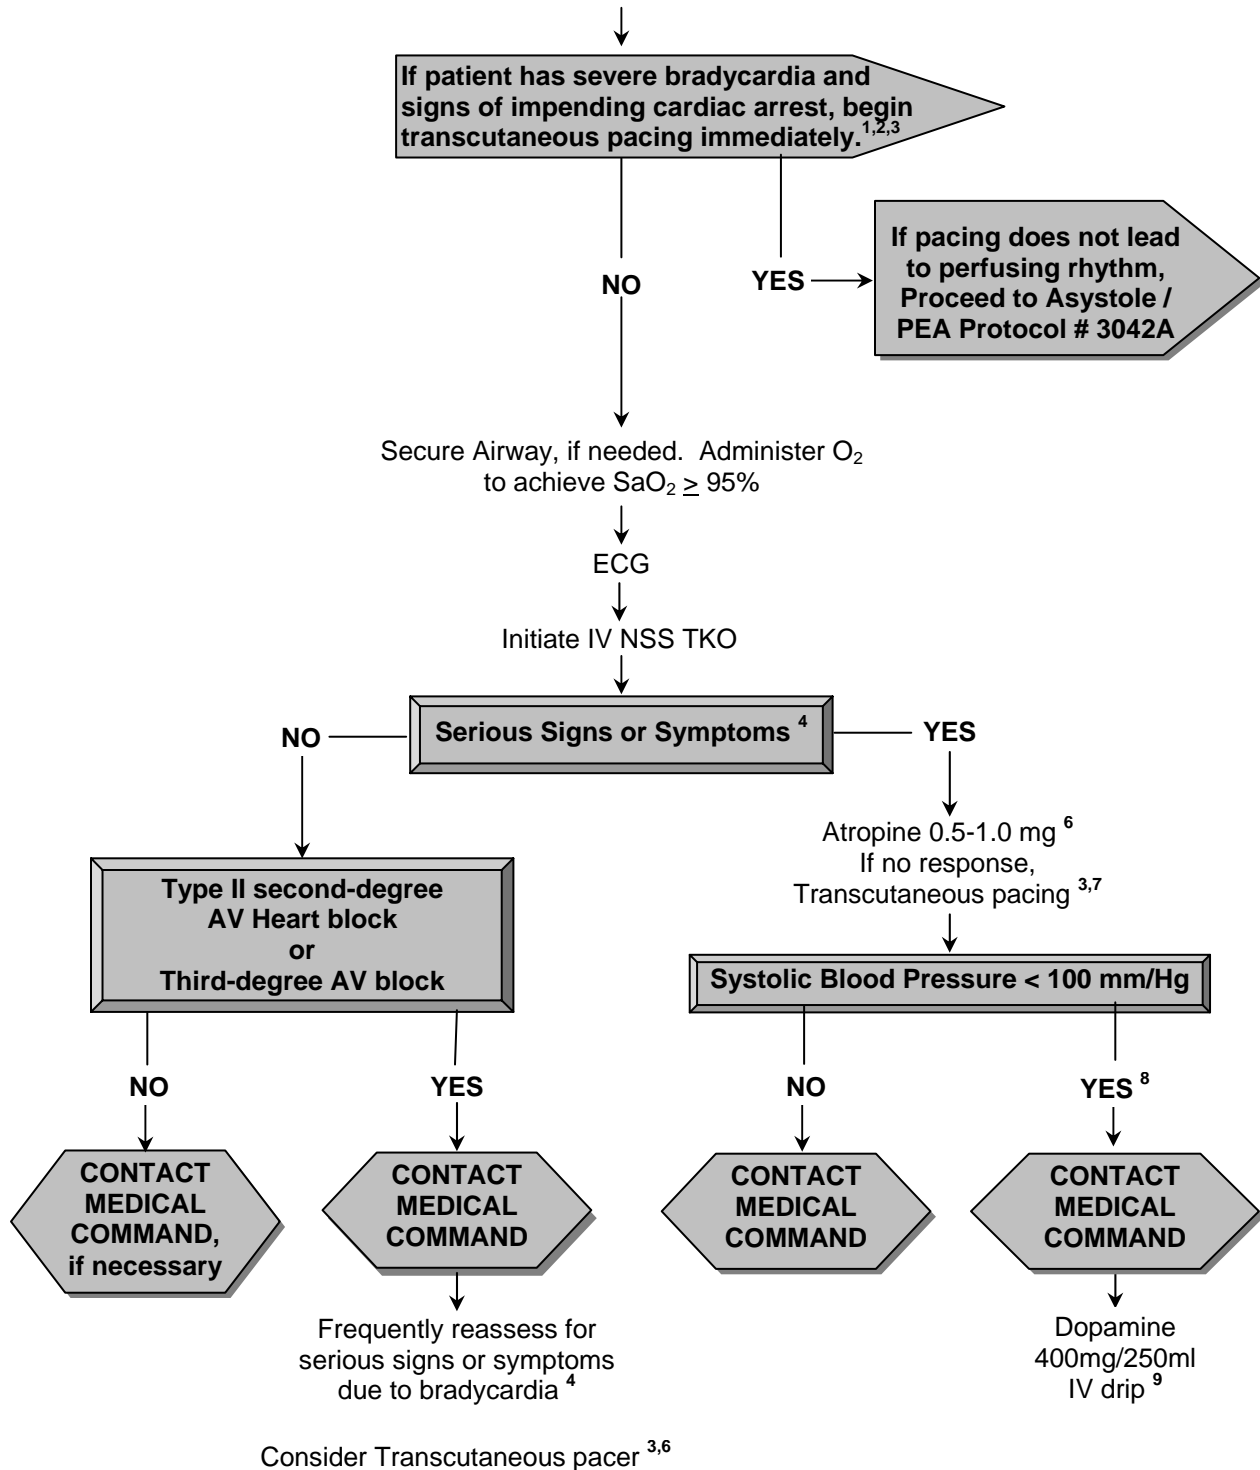 If patient has severe bradycardia and
signs of impending cardiac arrest, begin
transcutaneous pacing immediately.1,2,3
If pacing does not lead
to perfusing rhythm,
Proceed to Asystole /
PEA Protocol # 3042A
NO
YES
Secure Airway, if needed. Administer O2
to achieve SaO2 ≥ 95%
ECG
Initiate IV NSS TKO
Serious Signs or Symptoms 4
NO
YES
Atropine 0.5-1.0 mg 6
If no response,
Transcutaneous pacing 3,7
Type II second-degree
AV Heart block
or
Third-degree AV block
Systolic Blood Pressure < 100 mm/Hg
NO
YES
NO
YES 8
CONTACT
MEDICAL
COMMAND,
if necessary
CONTACT
MEDICAL
COMMAND
CONTACT
MEDICAL
COMMAND
CONTACT
MEDICAL
COMMAND
Frequently reassess for
serious signs or symptoms
due to bradycardia 4
Dopamine
400mg/250ml
IV drip 9
Consider Transcutaneous pacer 3,6